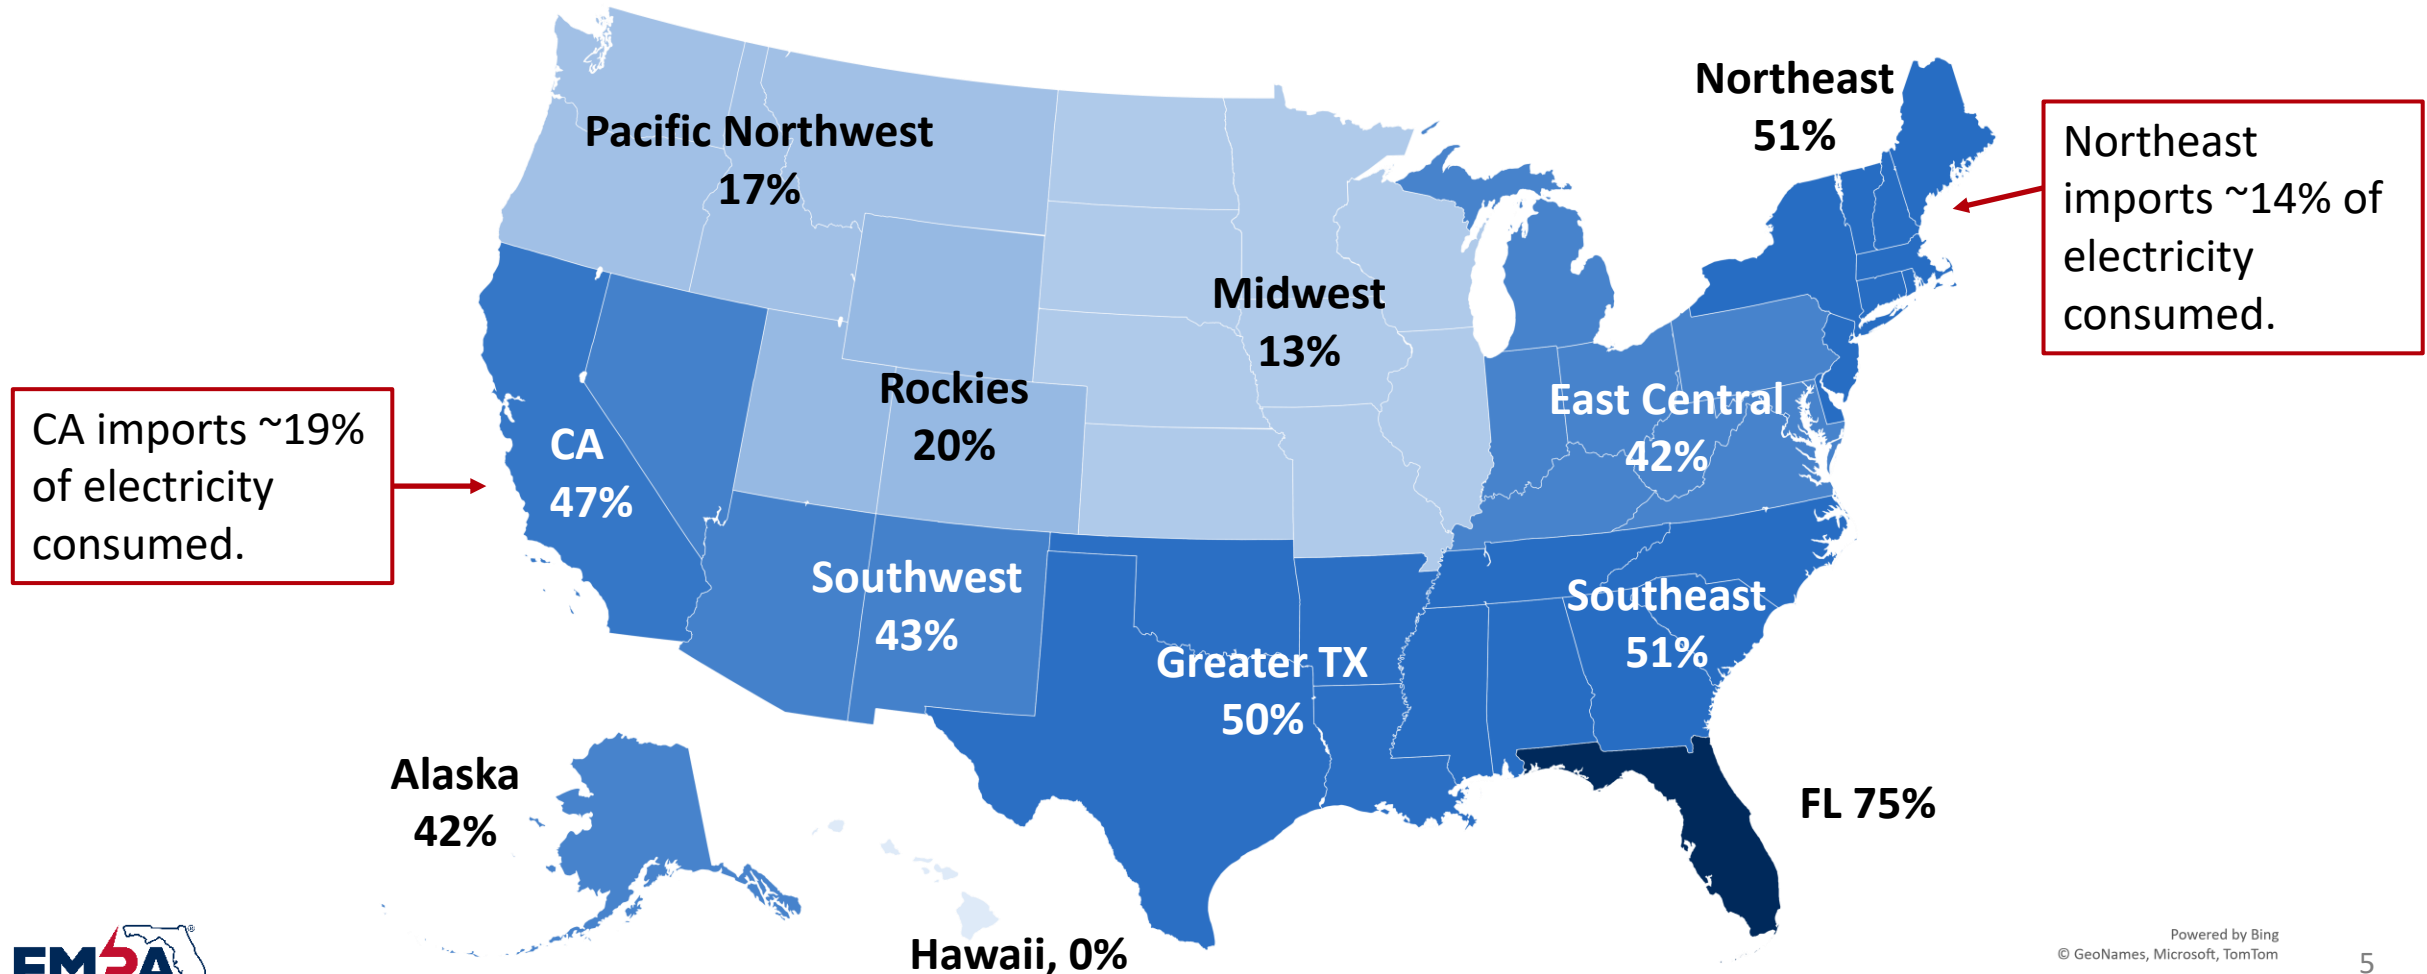 Northeast
51%
Pacific Northwest
17%
Northeast
imports ~14% of
electricity
consumed.
Midwest
13%
Rockies
20%
East Central
42%
CA imports ~19%
of electricity
consumed.
CA
47%
Southwest
43%
Southeast
51%
Greater TX
50%
Alaska
42%
FL 75%
Hawaii, 0%
FMPA
®
Powered by Bing
© GeoNames, Microsoft, TomTom
5